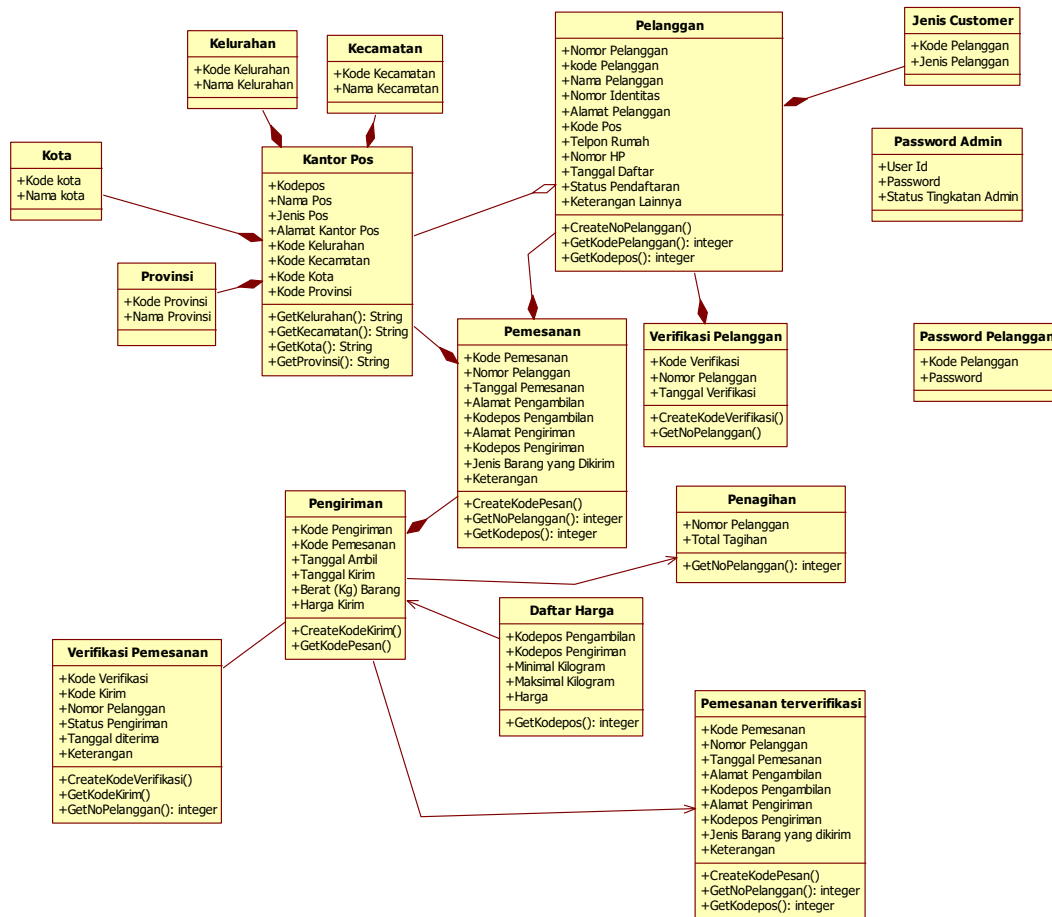 Kelurahan
+Kode Kelurahan
+Nama Kelurahan
Kecamatan
+Kode Kecamatan
+Nama Kecamatan
Pelanggan
+Nomor Pelanggan
+kode Pelanggan
+Nama Pelanggan
+Nomor Identitas
+Alamat Pelanggan
+Kode Pos
+Telpon Rumah
+Nomor HP
+Tanggal Daftar
+Status Pendaftaran
+Keterangan Lainnya
+CreateNoPelanggan()
+GetKodePelanggan(): integer
+GetKodepos(): integer
Jenis Customer
+Kode Pelanggan
+Jenis Pelanggan
Kota
+Kode kota
+Nama kota
Kantor Pos
+Kodepos
+Nama Pos
+Jenis Pos
+Alamat Kantor Pos
+Kode Kelurahan
+Kode Kecamatan
+Kode Kota
+Kode Provinsi
+GetKelurahan(): String
+GetKecamatan(): String
+GetKota(): String
+GetProvinsi(): String
Password Admin
+User Id
+Password
+Status Tingkatan Admin
Provinsi
+Kode Provinsi
+Nama Provinsi
Pemesanan
+Kode Pemesanan
+Nomor Pelanggan
+Tanggal Pemesanan
+Alamat Pengambilan
+Kodepos Pengambilan
+Alamat Pengiriman
+Kodepos Pengiriman
+Jenis Barang yang Dikirim
+Keterangan
+CreateKodePesan()
+GetNoPelanggan(): integer
+GetKodepos(): integer
Verifikasi Pelanggan
+Kode Verifikasi
+Nomor Pelanggan
+Tanggal Verifikasi
+CreateKodeVerifikasi()
+GetNoPelanggan()
Password Pelanggan
+Kode Pelanggan
+Password
Pengiriman
+Kode Pengiriman
+Kode Pemesanan
+Tanggal Ambil
+Tanggal Kirim
+Berat (Kg) Barang
+Harga Kirim
+CreateKodeKirim()
+GetKodePesan()
Penagihan
+Nomor Pelanggan
+Total Tagihan
+GetNoPelanggan(): integer
Daftar Harga
+Kodepos Pengambilan
+Kodepos Pengiriman
+Minimal Kilogram
+Maksimal Kilogram
+Harga
+GetKodepos(): integer
Verifikasi Pemesanan
+Kode Verifikasi
+Kode Kirim
+Nomor Pelanggan
+Status Pengiriman
+Tanggal diterima
+Keterangan
+CreateKodeVerifikasi()
+GetKodeKirim()
+GetNoPelanggan(): integer
Pemesanan terverifikasi
+Kode Pemesanan
+Nomor Pelanggan
+Tanggal Pemesanan
+Alamat Pengambilan
+Kodepos Pengambilan
+Alamat Pengiriman
+Kodepos Pengiriman
+Jenis Barang yang dikirim
+Keterangan
+CreateKodePesan()
+GetNoPelanggan(): integer
+GetKodepos(): integer